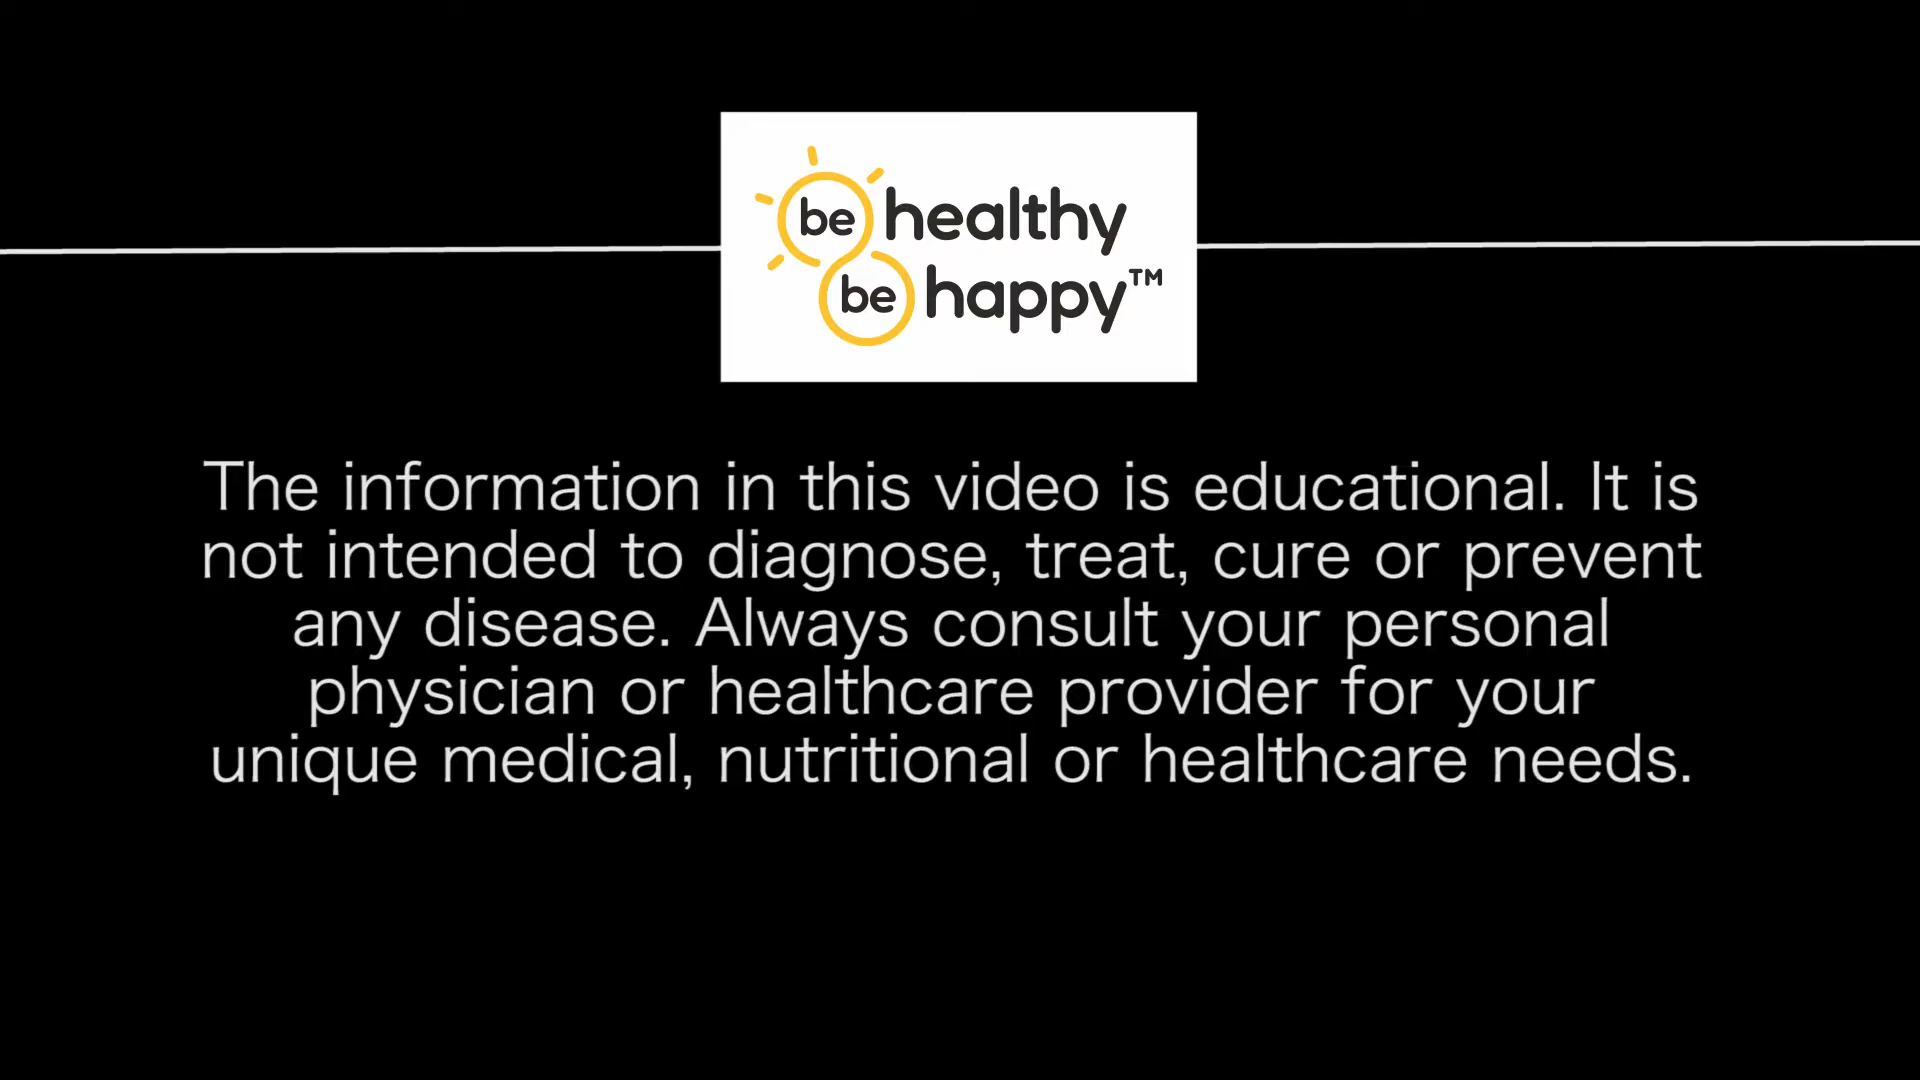 be healthy
be happy™
The information in this video is educational. It is
not intended to diagnose, treat, cure or prevent
any disease. Always consult your personal
physician or healthcare provider for your
unique medical, nutritional or healthcare needs.